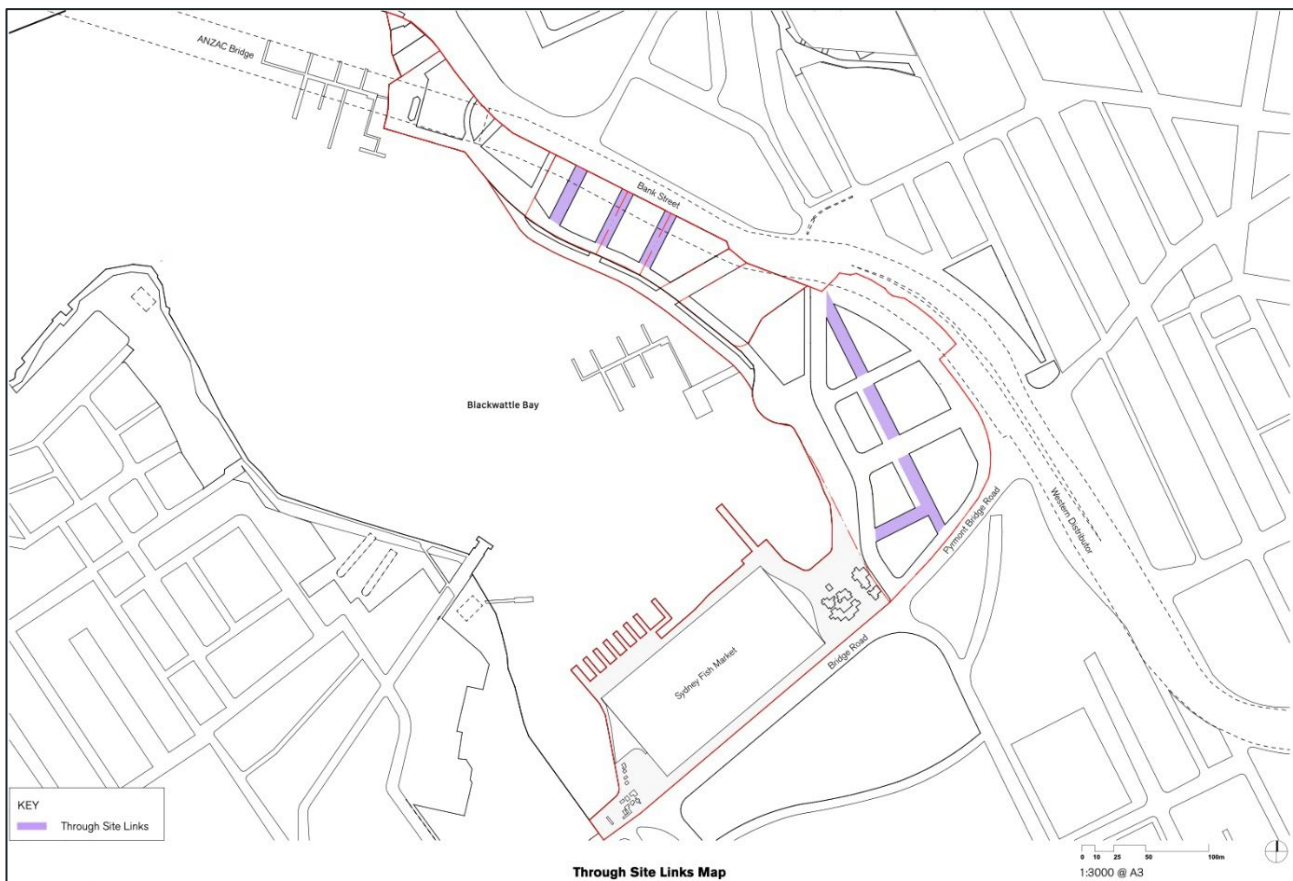 ANZAC Bridge
Bank Street
Blackwattle Bay
Western Distributor
Pyrmont Bridge Road
Sydney Fish Market
Bridge Road
KEY
Through Site Links
Through Site Links Map
0 10 25 50 100m
1:3000 @ A3